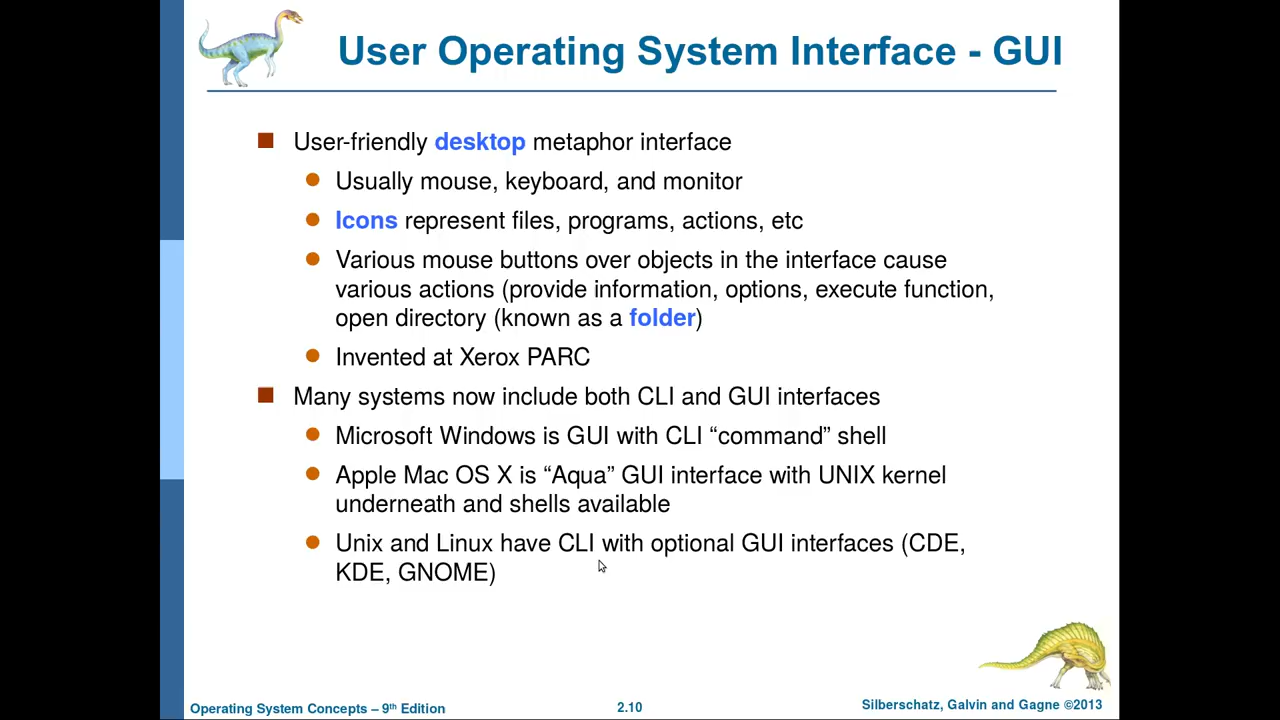 User Operating System Interface - GUI
User-friendly desktop metaphor interface
Usually mouse, keyboard, and monitor
Icons represent files, programs, actions, etc
Various mouse buttons over objects in the interface cause
various actions (provide information, options, execute function,
open directory (known as a folder)
Invented at Xerox PARC
Many systems now include both CLI and GUI interfaces
Microsoft Windows is GUI with CLI “command” shell
Apple Mac OS X is “Aqua” GUI interface with UNIX kernel
underneath and shells available
Unix and Linux have CLI with optional GUI interfaces (CDE,
KDE, GNOME)
Operating System Concepts – 9th Edition
2.10
Silberschatz, Galvin and Gagne ©2013